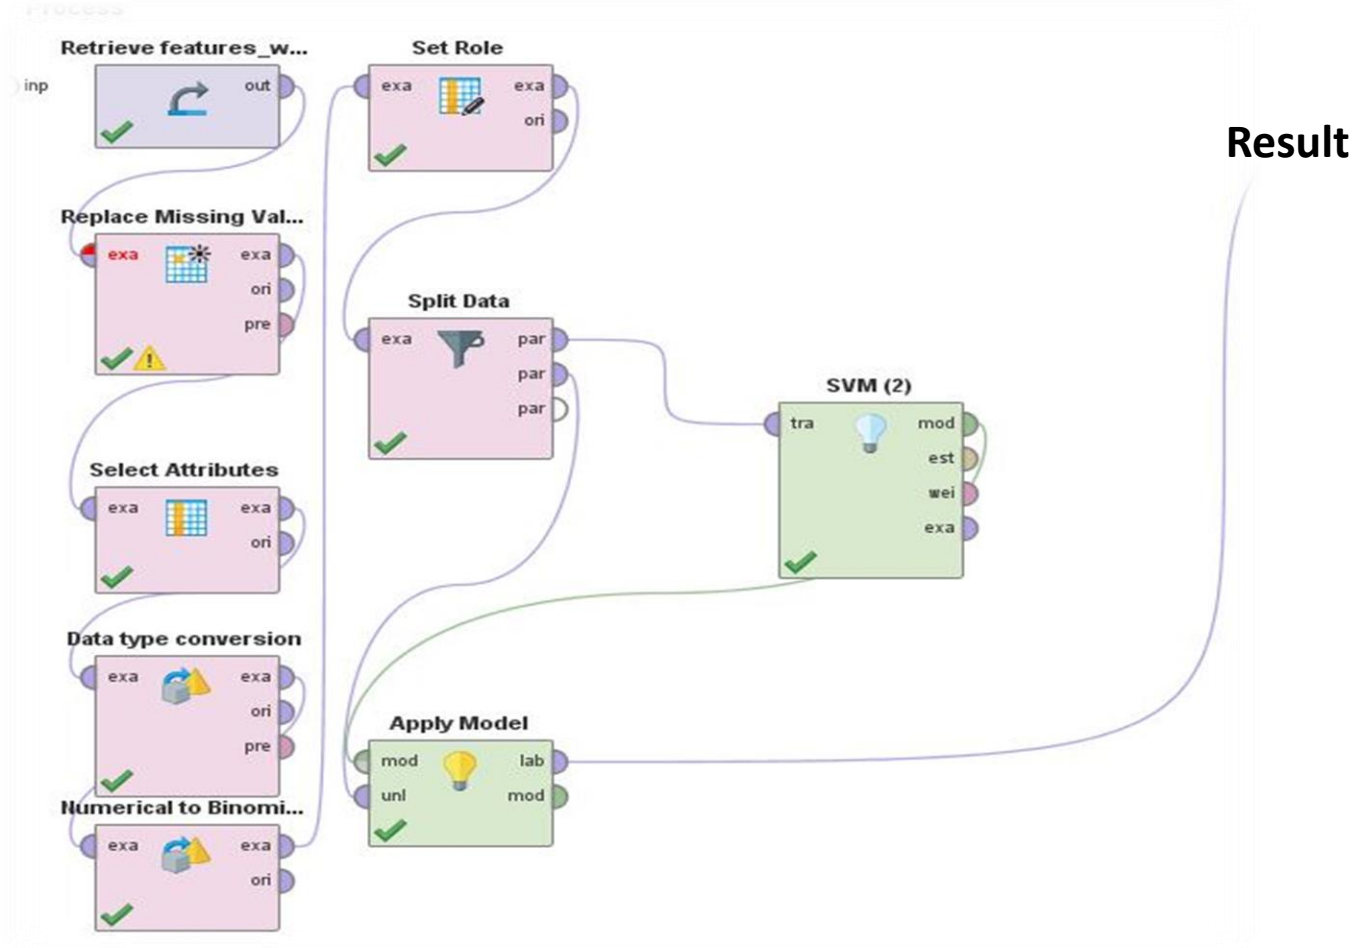 Process
inp
Retrieve features_w...
out
Replace Missing Val...
exa
exa
ori
pre
Select Attributes
exa
exa
ori
Data type conversion
exa
exa
ori
pre
Numerical to Binomi...
exa
exa
ori
Set Role
exa
exa
ori
Split Data
exa
par
par
par
Apply Model
mod
lab
unl
mod
SVM (2)
tra
mod
est
wei
exa
Result